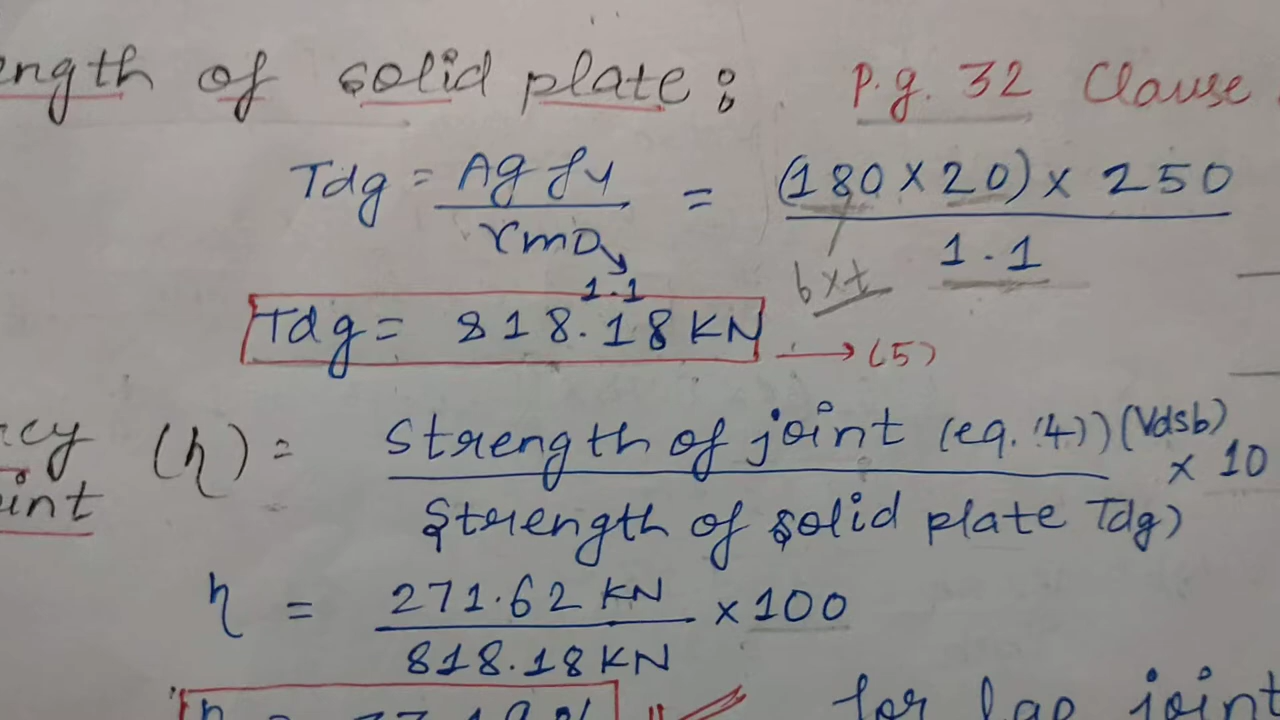 ength of solid plate: P.g. 32 Clause
Tdg = Ag fy / γmo = (180 × 20) × 250 / 1.1
1.1
b×t
Tdg = 818.18 KN → (5)
ncy (η) = Strength of joint (eq. '4)) (Vdsb) × 10
oint Strength of solid plate Tdg)
η = 271.62 KN / 818.18 KN × 100
for lap joint